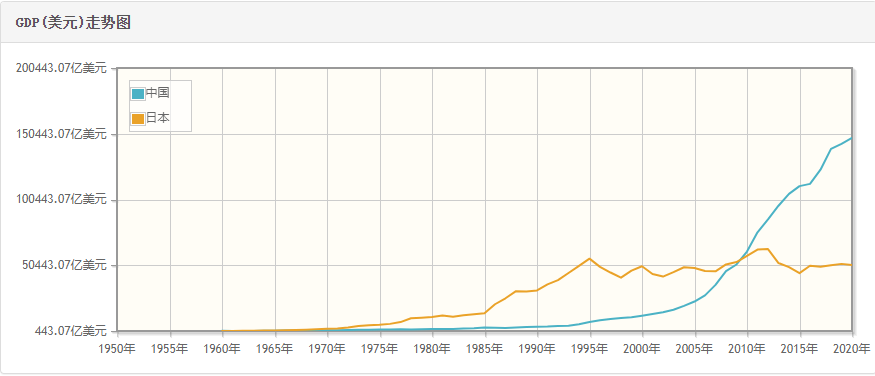 GDP(美元)走势图
200443.07亿美元
中国
日本
150443.07亿美元
100443.07亿美元
50443.07亿美元
443.07亿美元
1950年 1955年 1960年 1965年 1970年 1975年 1980年 1985年 1990年 1995年 2000年 2005年 2010年 2015年 2020年